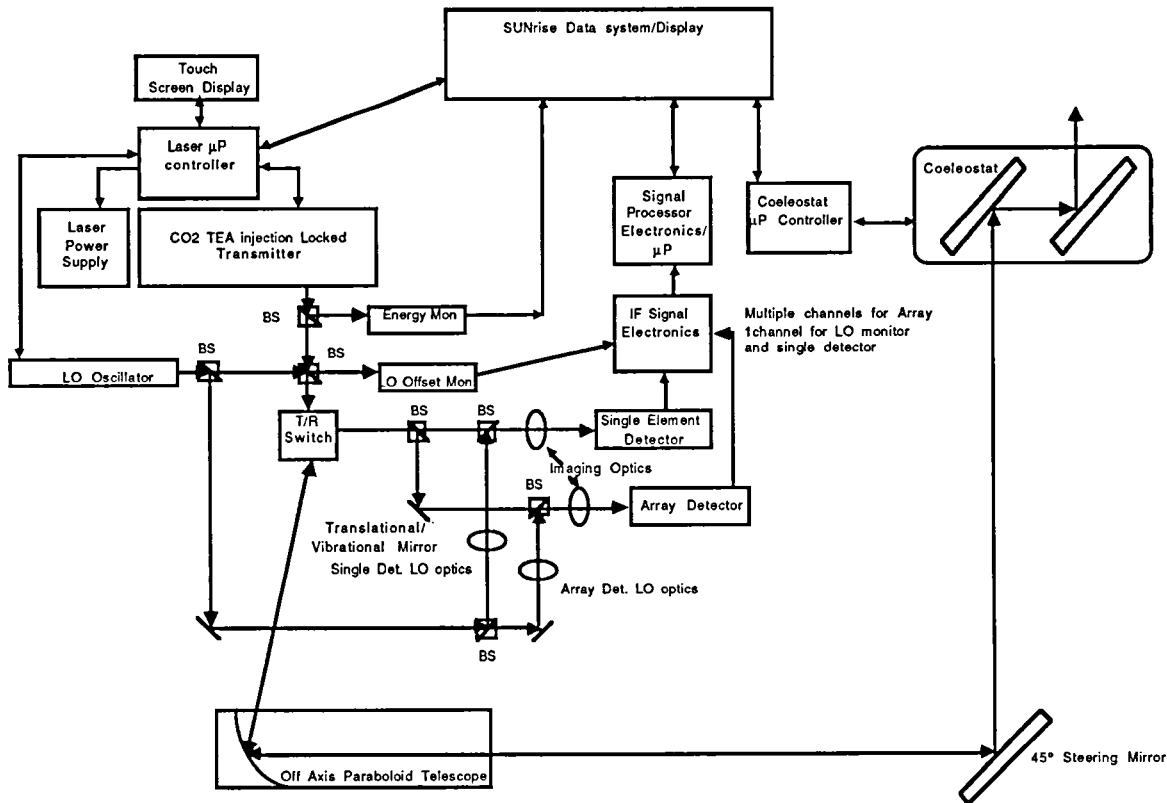 SUNrise Data system/Display
Touch
Screen Display
Laser µP
controller
Coeleostat
Signal
Processor
Electronics/
µP
Coeleostat
µP Controller
Laser
Power
Supply
CO2 TEA injection Locked
Transmitter
BS
Energy Mon
IF Signal
Electronics
Multiple channels for Array
1channel for LO monitor
and single detector
BS
BS
LO Oscillator
LO Offset Mon
T/R
Switch
BS
BS
Single Element
Detector
Imaging Optics
BS
Array Detector
Translational/
Vibrational Mirror
Single Det. LO optics
Array Det. LO optics
BS
Off Axis Paraboloid Telescope
45° Steering Mirror